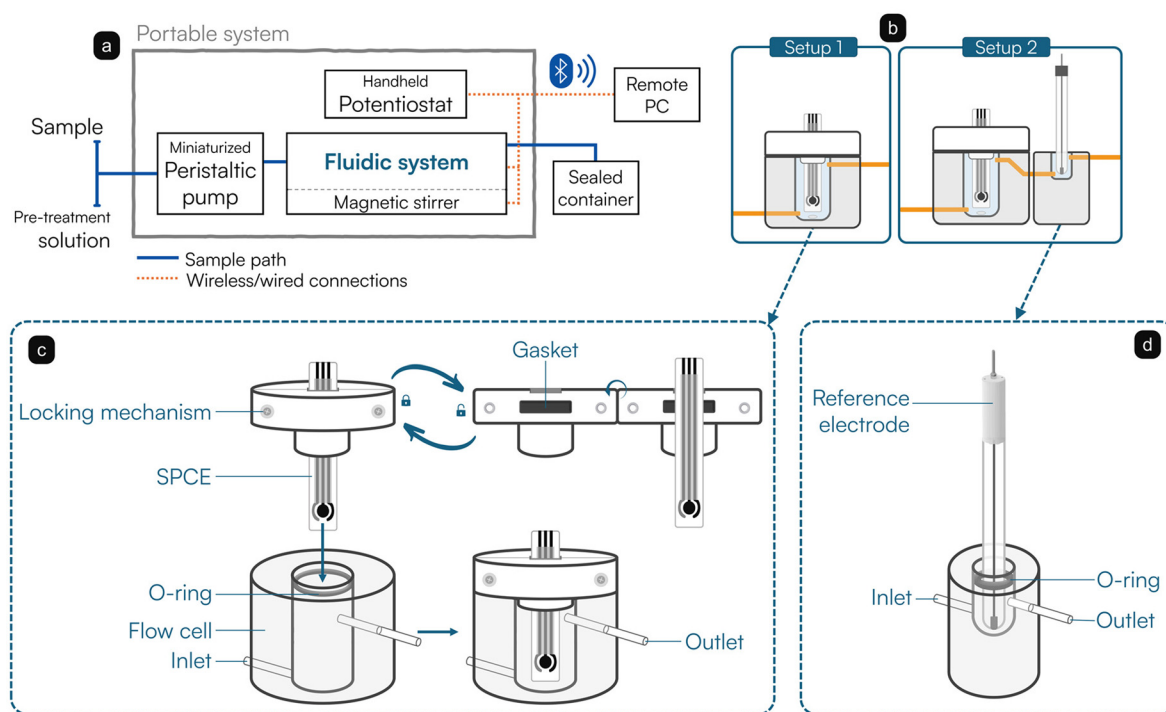 a
Portable system
Handheld
Potentiostat
Remote
PC
Sample
Miniaturized
Peristaltic
pump
Fluidic system
Magnetic stirrer
Sealed
container
Pre-treatment
solution
Sample path
Wireless/wired connections
b
Setup 1
Setup 2
c
Gasket
Locking mechanism
SPCE
O-ring
Flow cell
Inlet
Outlet
d
Reference
electrode
O-ring
Inlet
Outlet